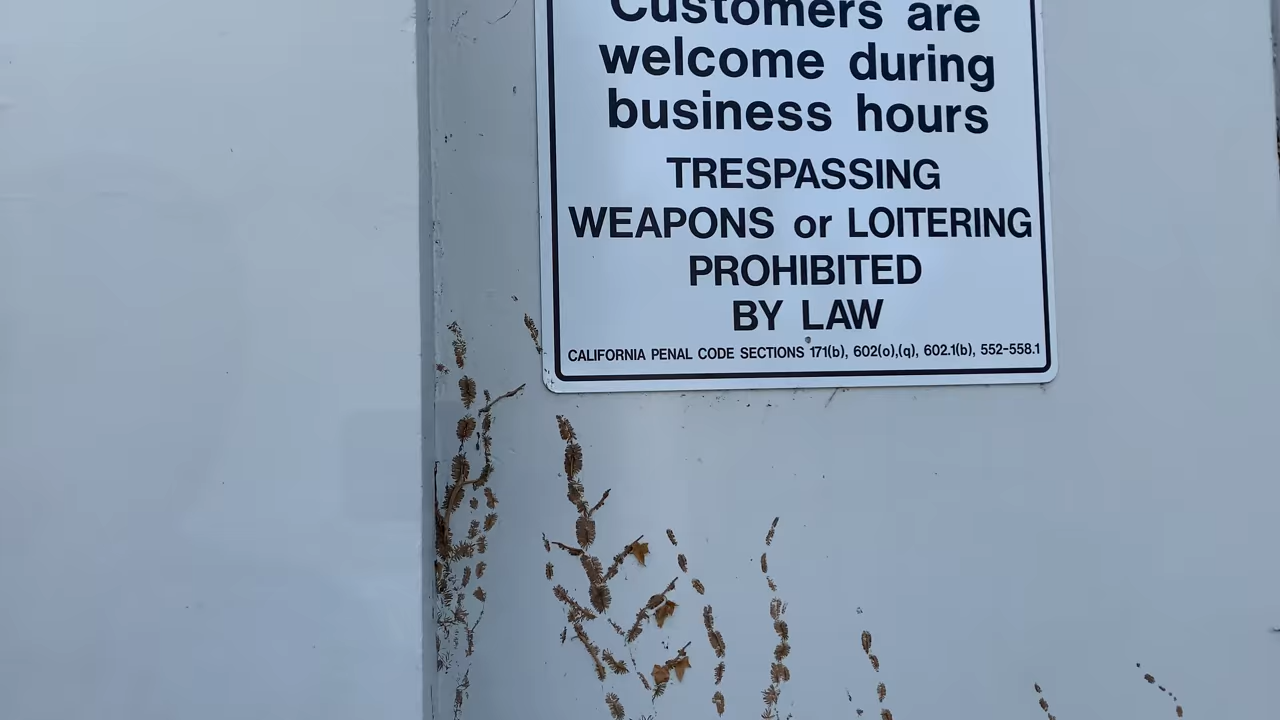 Customers are
welcome during
business hours
TRESPASSING
WEAPONS or LOITERING
PROHIBITED
BY LAW
CALIFORNIA PENAL CODE SECTIONS 171(b), 602(o),(q), 602.1(b), 552-558.1